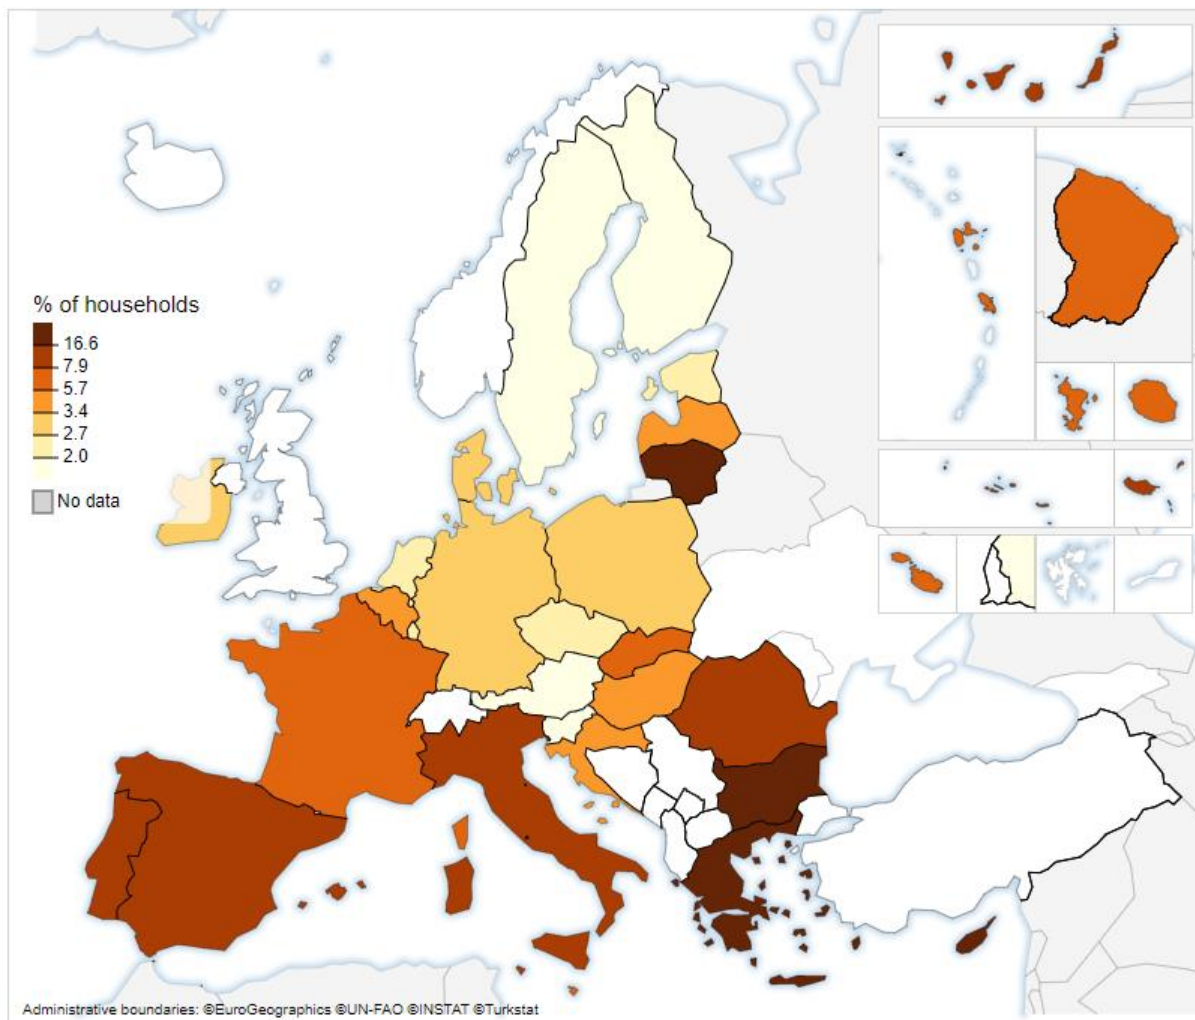 % of households
16.6
7.9
5.7
3.4
2.7
2.0
No data
Administrative boundaries: ©EuroGeographics ©UN-FAO ©INSTAT ©Turkstat